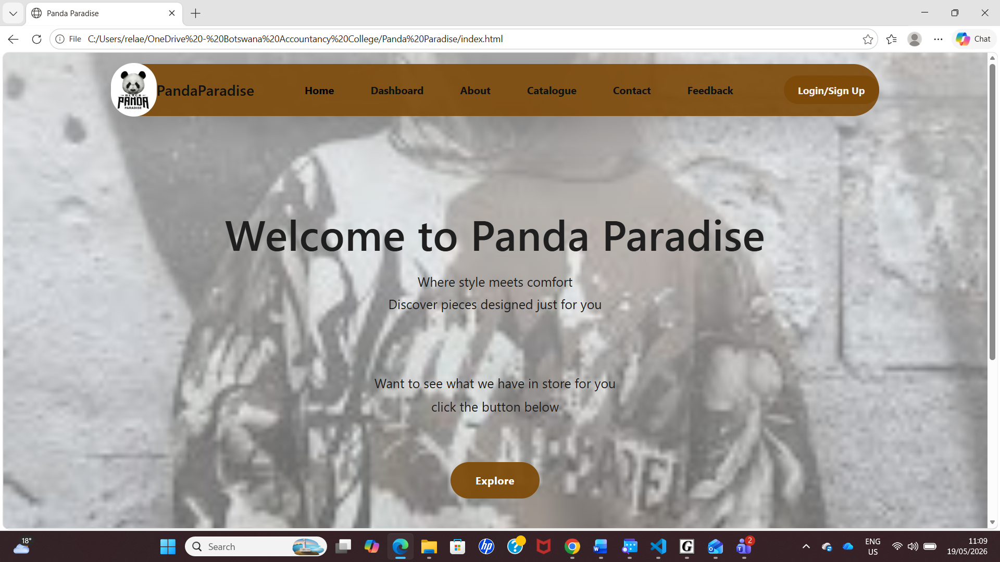 Panda Paradise
File
C:/Users/relae/OneDrive%20-%20Botswana%20Accountancy%20College/Panda%20Paradise/index.html
Chat
BLACK
PANDA
PARADISE
PandaParadise
Home
Dashboard
About
Catalogue
Contact
Feedback
Login/Sign Up
Welcome to Panda Paradise
Where style meets comfort
Discover pieces designed just for you
Want to see what we have in store for you
click the button below
Explore
18°
Search
2
ENG
US
11:09
19/05/2026